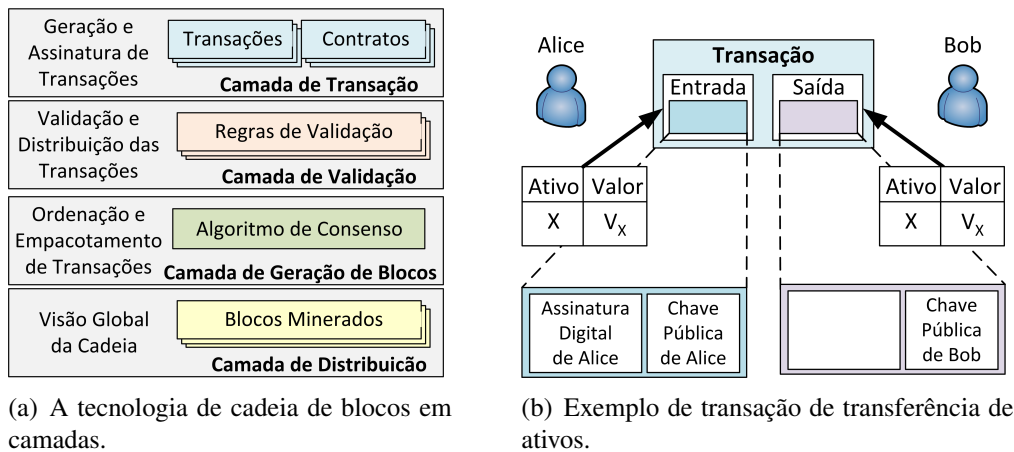 Geração e
Assinatura de
Transações
Transações
Contratos
Camada de Transação
Validação e
Distribuição das
Transações
Regras de Validação
Camada de Validação
Ordenação e
Empacotamento
de Transações
Algoritmo de Consenso
Camada de Geração de Blocos
Visão Global
da Cadeia
Blocos Minerados
Camada de Distribuicão
(a) A tecnologia de cadeia de blocos em
camadas.
Alice
Transação
Bob
Entrada
Saída
Ativo Valor
X VX
Ativo Valor
X VX
Assinatura
Digital
de Alice
Chave
Pública
de Alice
Chave
Pública
de Bob
(b) Exemplo de transação de transferência de
ativos.